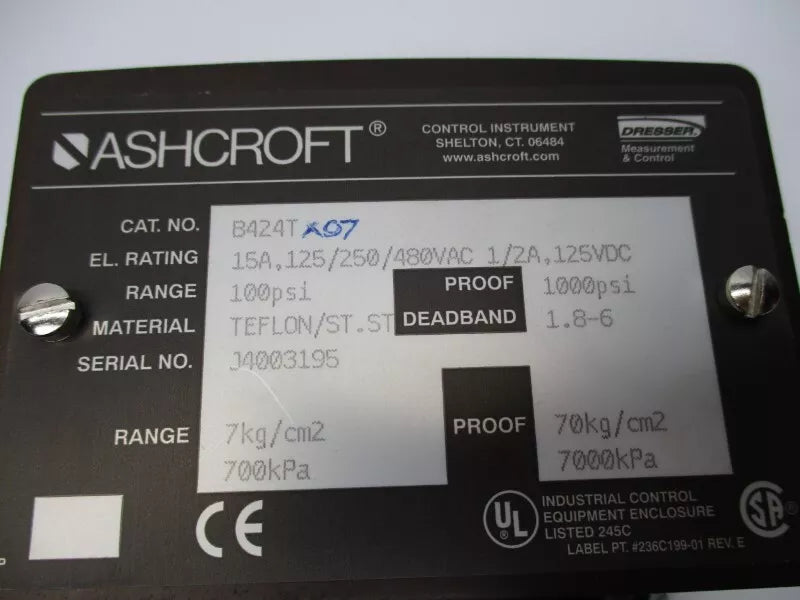 ASHCROFT®
CONTROL INSTRUMENT
SHELTON, CT. 06484
www.ashcroft.com
DRESSER
Measurement
& Control
CAT. NO. B424T X07
EL. RATING 15A,125/250/480VAC 1/2A,125VDC
RANGE 100psi PROOF 1000psi
MATERIAL TEFLON/ST.ST DEADBAND 1.8-6
SERIAL NO. J4003195
RANGE 7kg/cm2 PROOF 70kg/cm2
700kPa 7000kPa
CE
UL
INDUSTRIAL CONTROL
EQUIPMENT ENCLOSURE
LISTED 245C
LABEL PT. #236C199-01 REV. E
SA®